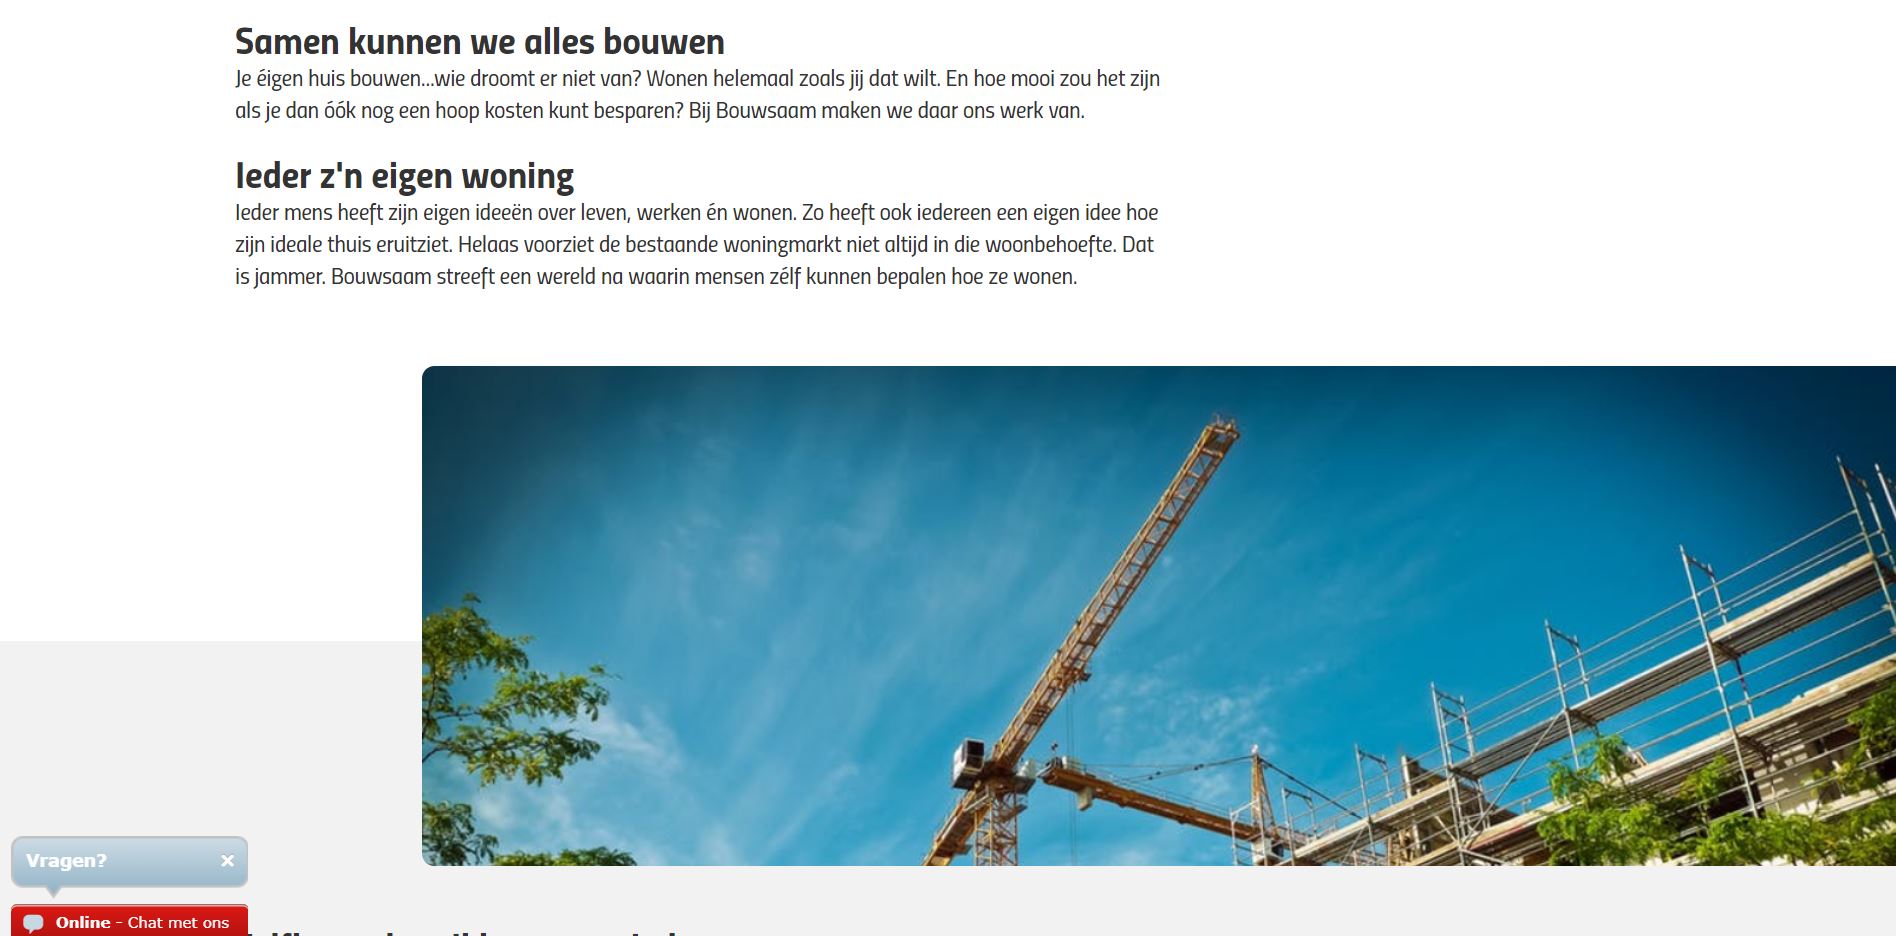 Samen kunnen we alles bouwen
Je éigen huis bouwen...wie droomt er niet van? Wonen helemaal zoals jij dat wilt. En hoe mooi zou het zijn
als je dan óók nog een hoop kosten kunt besparen? Bij Bouwsaam maken we daar ons werk van.
Ieder z'n eigen woning
Ieder mens heeft zijn eigen ideeën over leven, werken én wonen. Zo heeft ook iedereen een eigen idee hoe
zijn ideale thuis eruitziet. Helaas voorziet de bestaande woningmarkt niet altijd in die woonbehoefte. Dat
is jammer. Bouwsaam streeft een wereld na waarin mensen zélf kunnen bepalen hoe ze wonen.
Vragen? ×
Online - Chat met ons